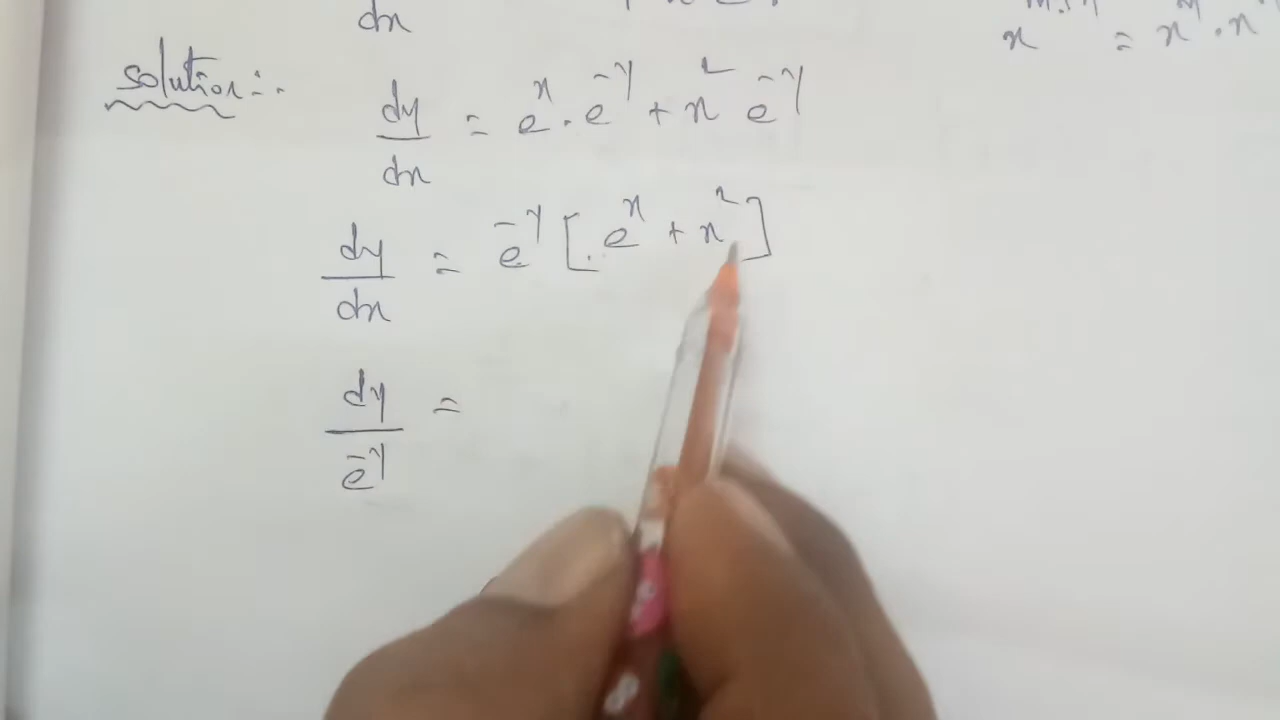 dx
x = x . x
solution:-
dy/dx = e^x . e^-y + x^2 e^-y
dy/dx = e^-y [e^x + x^2]
dy/e^-y =